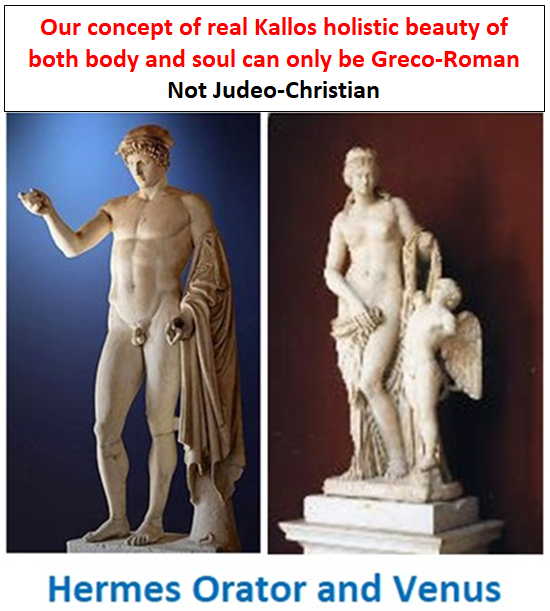 Our concept of real Kallos holistic beauty of
both body and soul can only be Greco-Roman
Not Judeo-Christian
Hermes Orator and Venus